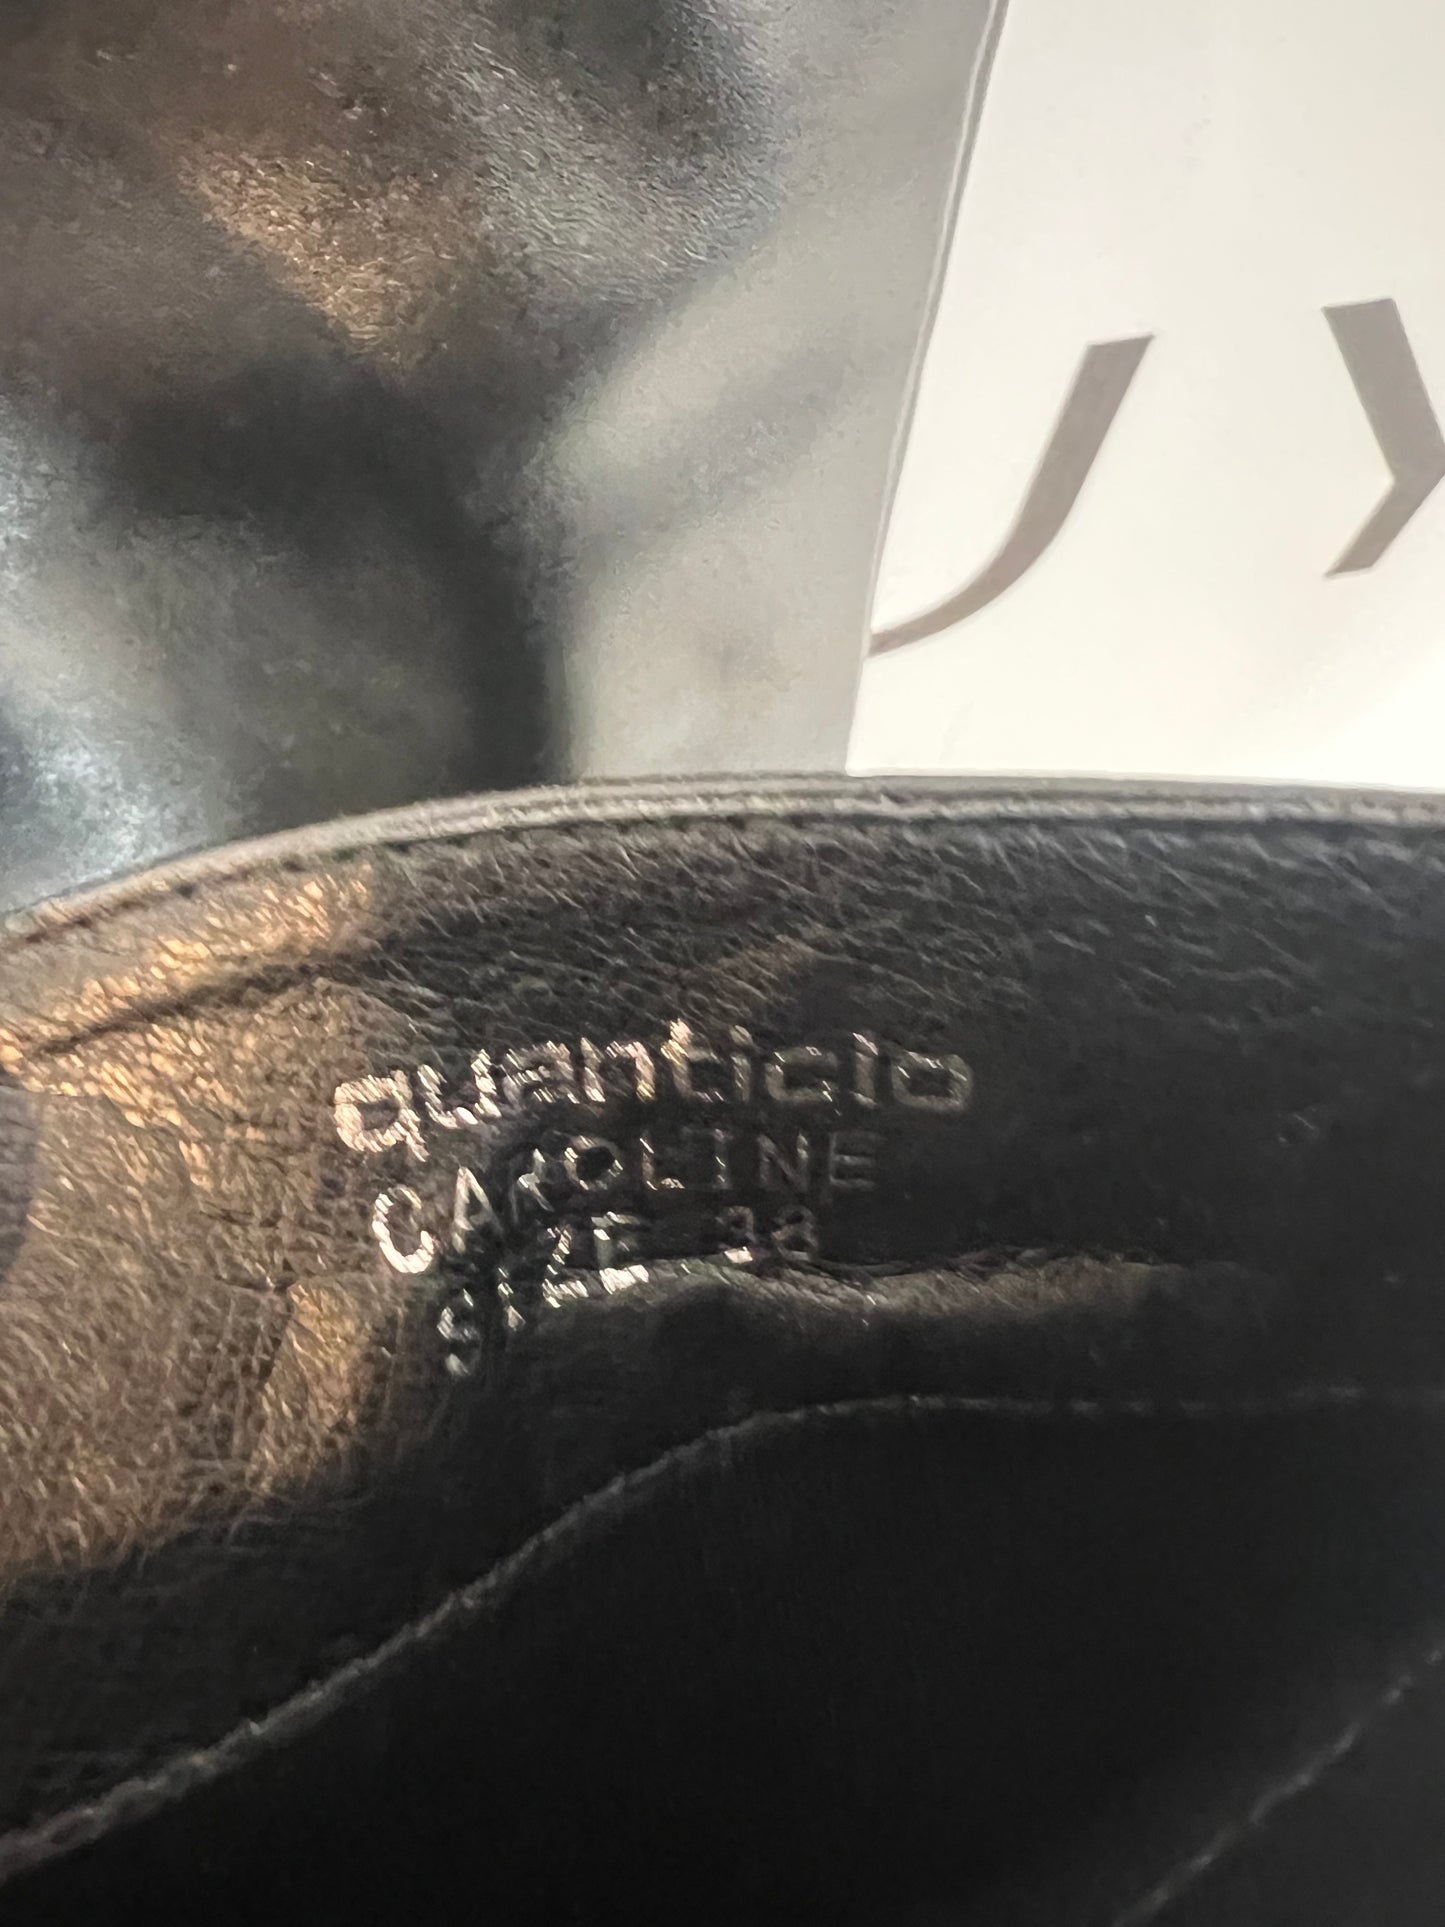 J Y
quanticlo
CAROLINE
SIZE 38